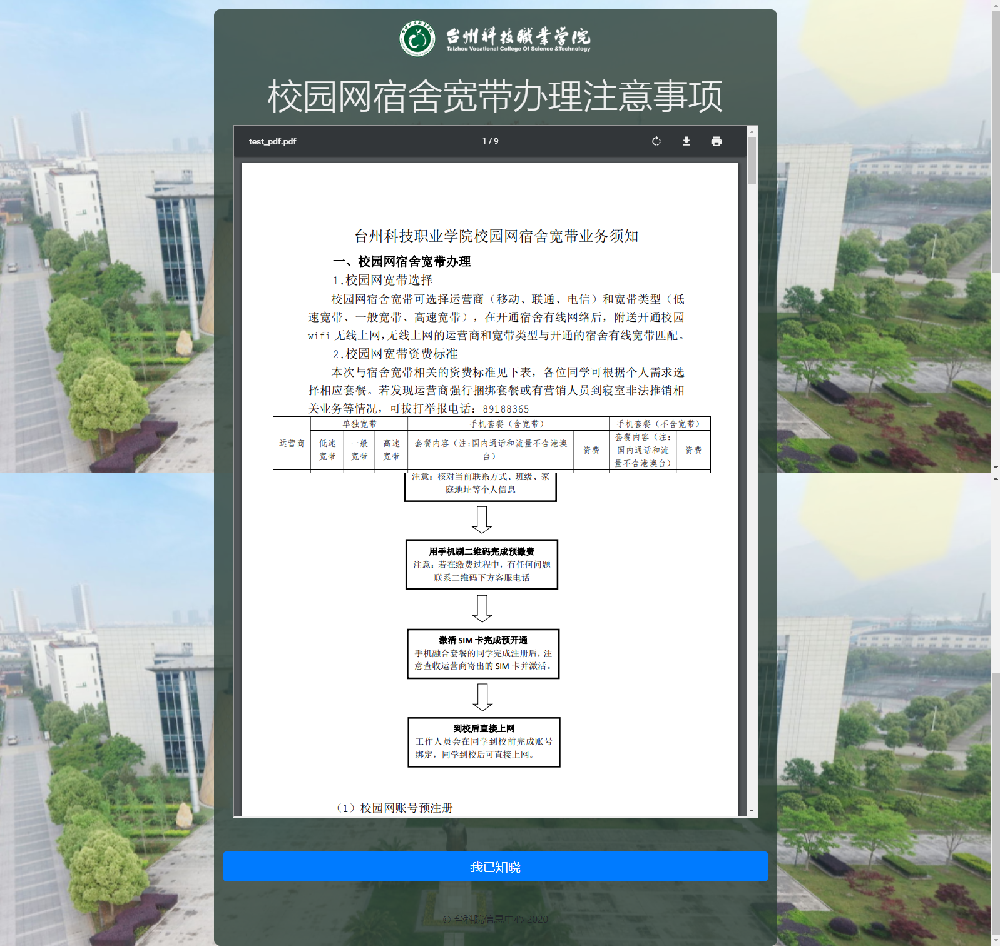 台州科技職業学院
Taizhou Vocational College Of Science &Technology
校园网宿舍宽带办理注意事项
test_pdf.pdf
1 / 9
台州科技职业学院校园网宿舍宽带业务须知
一、校园网宿舍宽带办理
1.校园网宽带选择
校园网宿舍宽带可选择运营商（移动、联通、电信）和宽带类型（低
速宽带、一般宽带、高速宽带），在开通宿舍有线网络后，附送开通校园
wifi 无线上网,无线上网的运营商和宽带类型与开通的宿舍有线宽带匹配。
2.校园网宽带资费标准
本次与宿舍宽带相关的资费标准见下表，各位同学可根据个人需求选
择相应套餐。若发现运营商强行捆绑套餐或有营销人员到寝室非法推销相
关业务等情况，可拔打举报电话：89188365
运营商
单独宽带
手机套餐（含宽带）
手机套餐（不含宽带）
低速
宽带
一般
宽带
高速
宽带
套餐内容（注:国内通话和流量不含港澳
台）
资费
套餐内容（注:
国内通话和流
量不含港澳台）
资费
注意：核对当前联系方式、班级、家
庭地址等个人信息
用手机刷二维码完成预缴费
注意：若在缴费过程中，有任何问题
联系二维码下方客服电话
激活 SIM 卡完成预开通
手机融合套餐的同学完成注册后，注
意查收运营商寄出的 SIM 卡并激活。
到校后直接上网
工作人员会在同学到校前完成账号
绑定，同学到校后可直接上网。
（1）校园网账号预注册
我已知晓
© 台科院信息中心 2020